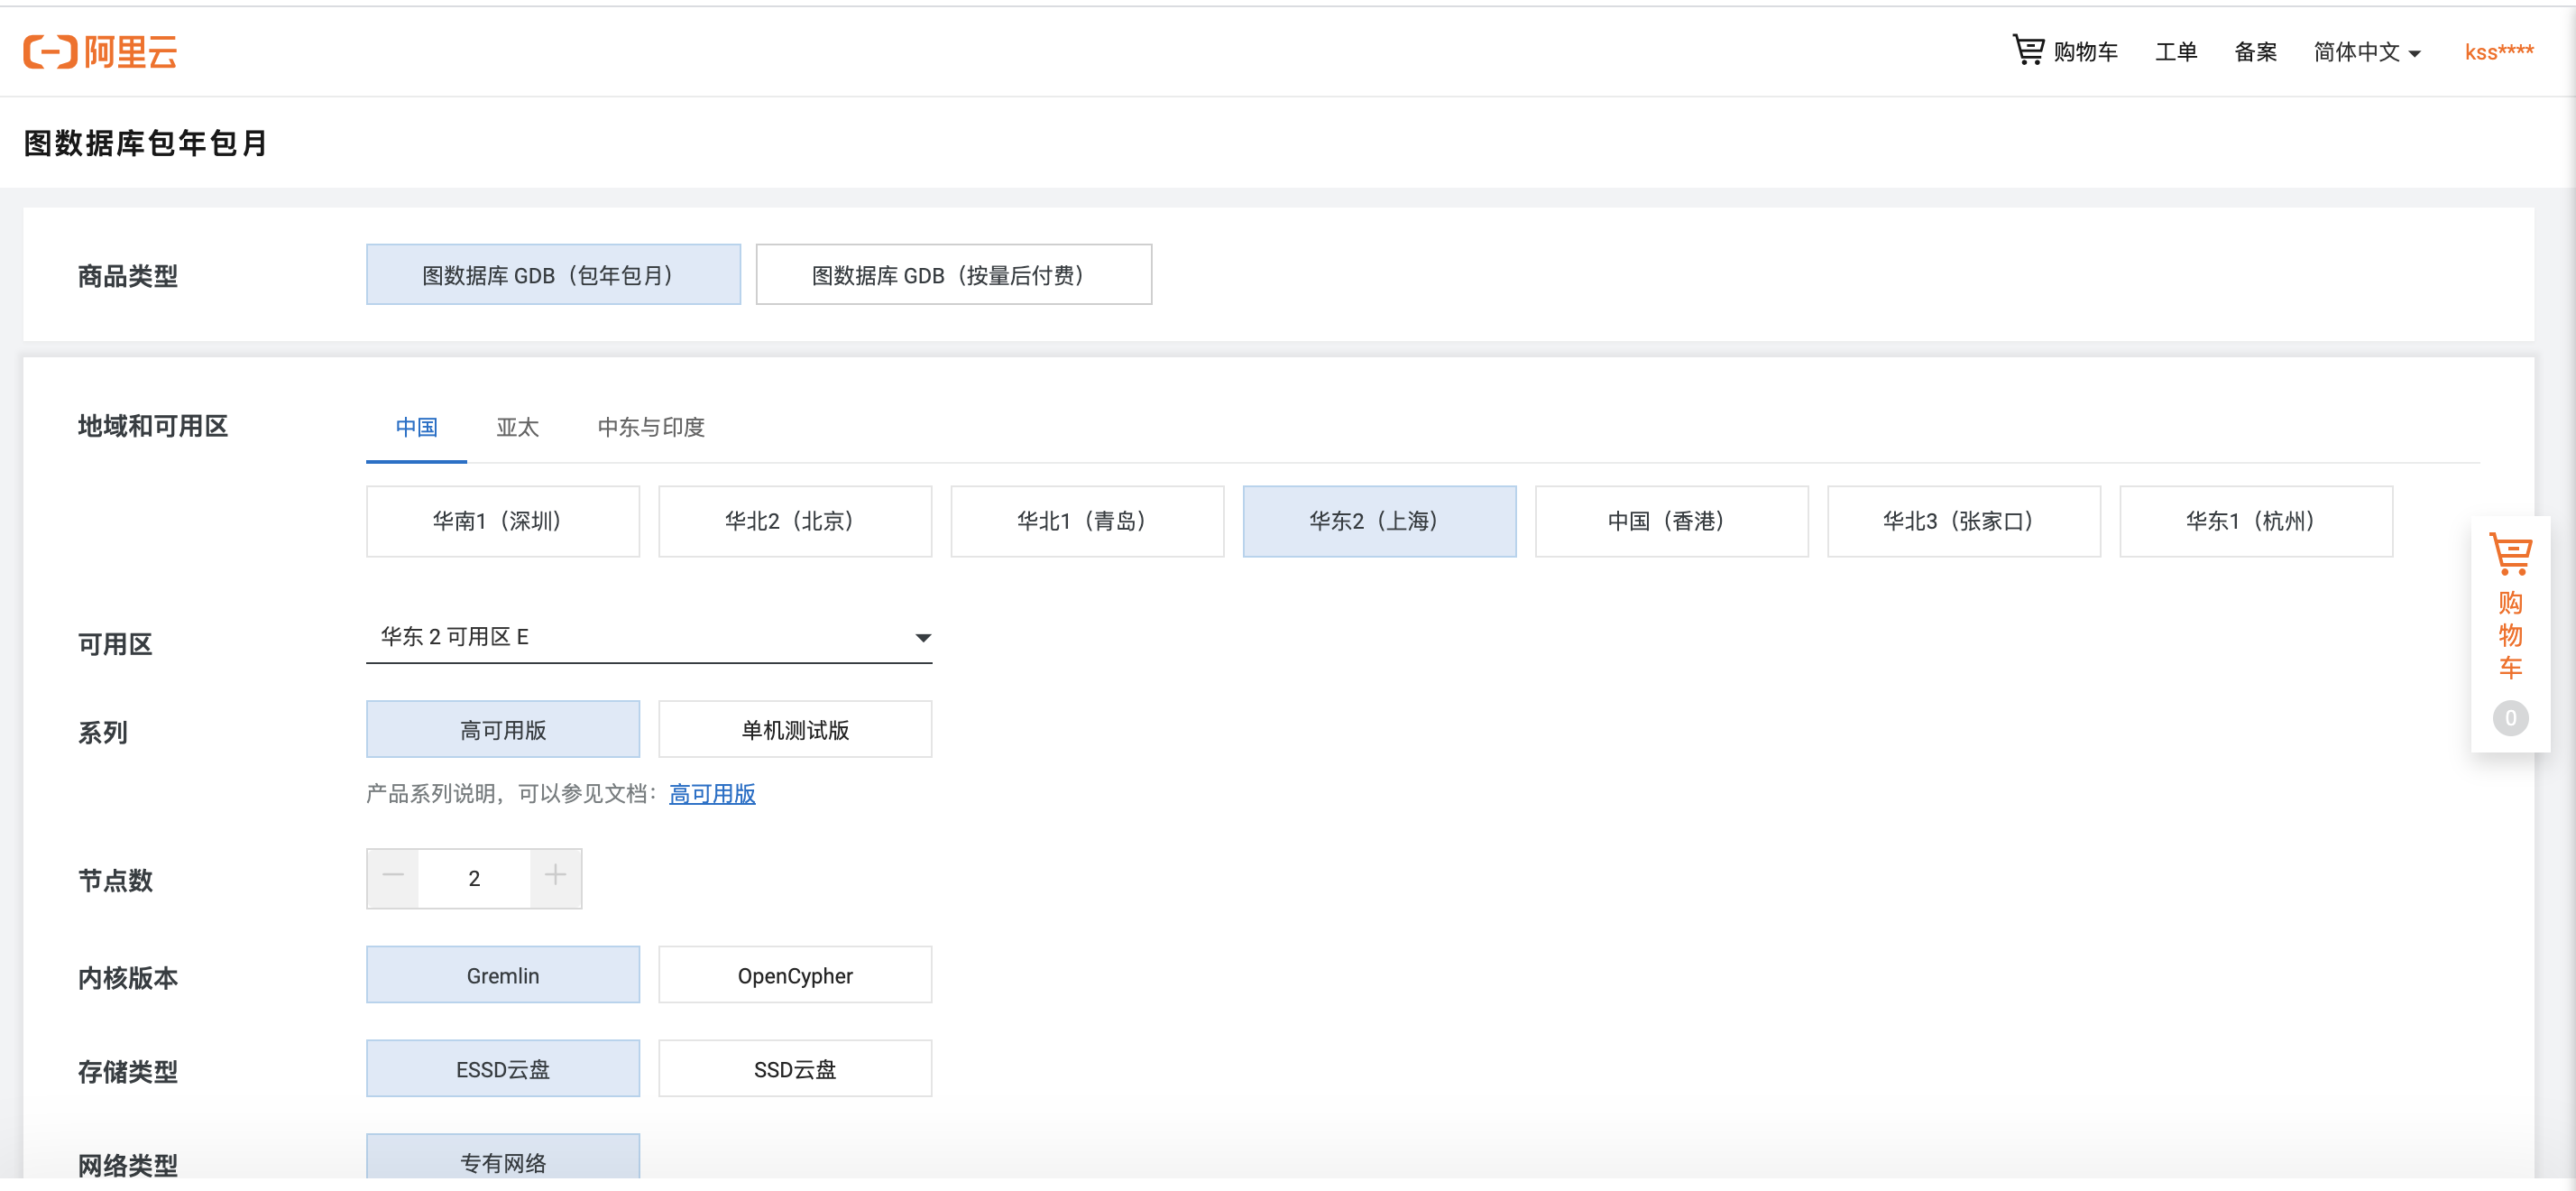 阿里云
购物车 工单 备案 简体中文 kss****
图数据库包年包月
商品类型 图数据库 GDB（包年包月） 图数据库 GDB（按量后付费）
地域和可用区 中国 亚太 中东与印度
华南1（深圳） 华北2（北京） 华北1（青岛） 华东2（上海） 中国（香港） 华北3（张家口） 华东1（杭州）
可用区 华东 2 可用区 E
系列 高可用版 单机测试版
产品系列说明，可以参见文档：高可用版
节点数 2
内核版本 Gremlin OpenCypher
存储类型 ESSD云盘 SSD云盘
网络类型 专有网络
购
物
车
0